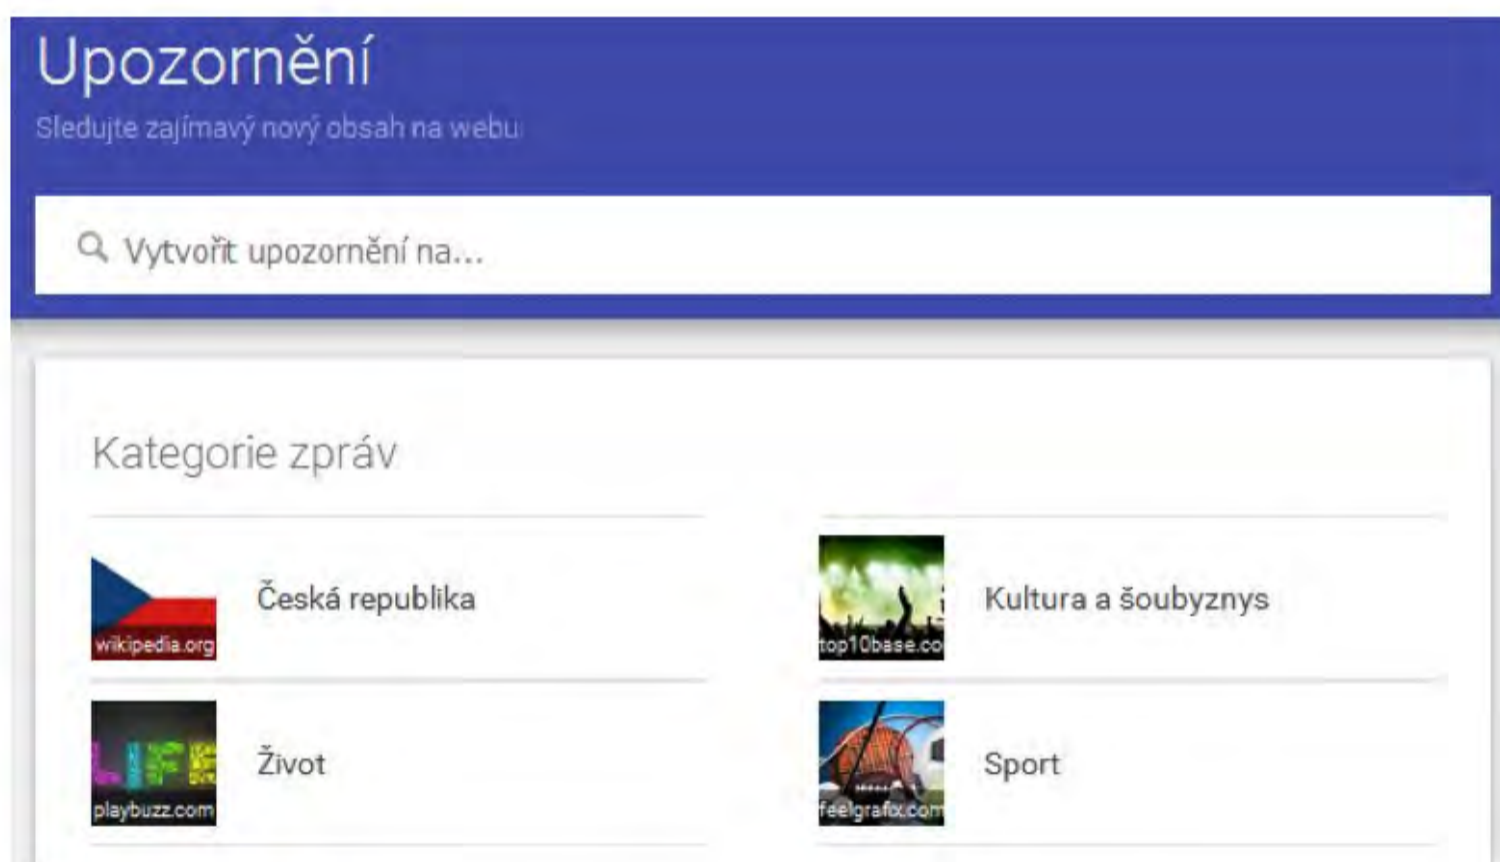 Upozornění
Sledujte zajímavý nový obsah na webu
Vytvořit upozornění na...
Kategorie zpráv
wikipedia.org
Česká republika
top10base.co
Kultura a šoubyznys
LIFE
playbuzz.com
Život
feelgrafix.com
Sport